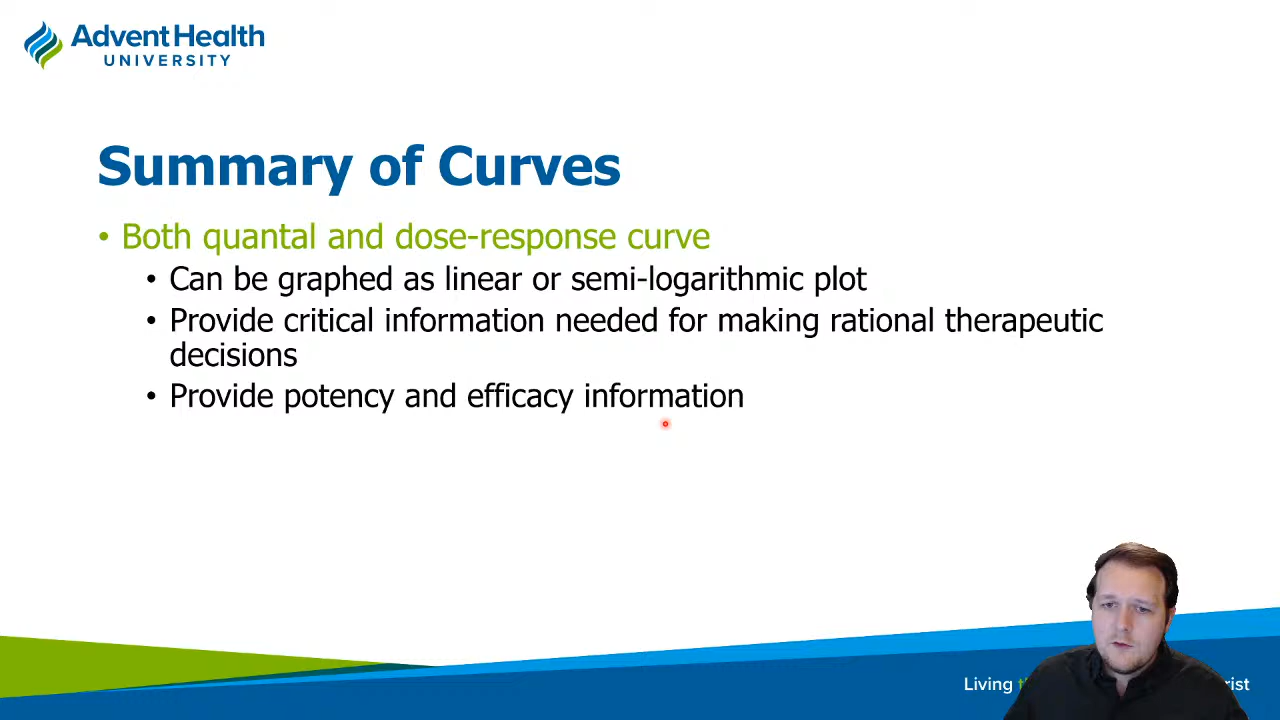 AdventHealth
UNIVERSITY
Summary of Curves
• Both quantal and dose-response curve
• Can be graphed as linear or semi-logarithmic plot
• Provide critical information needed for making rational therapeutic
decisions
• Provide potency and efficacy information
Living